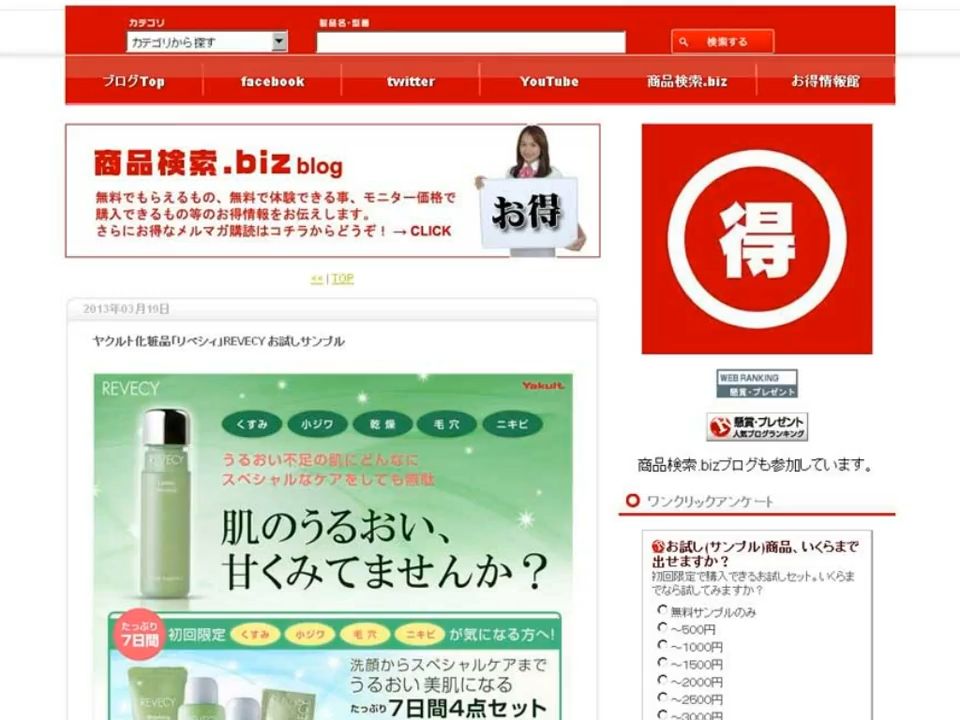 カテゴリ
製品名・型番
カテゴリから探す
検索する
ブログTop
facebook
twitter
YouTube
商品検索.biz
お得情報館
商品検索.biz blog
無料でもらえるもの、無料で体験できる事、モニター価格で
購入できるもの等のお得情報をお伝えします。
さらにお得なメルマガ購読はコチラからどうぞ！ → CLICK
お得
<< | TOP
2013年03月19日
ヤクルト化粧品「リベシィ」REVECY お試しサンプル
REVECY
Yakult
くすみ
小ジワ
乾燥
毛穴
ニキビ
うるおい不足の肌にどんなに
スペシャルなケアをしても無駄
肌のうるおい、
甘くみてませんか？
REVECY
たっぷり
7日間
初回限定 くすみ 小ジワ 毛穴 ニキビ が気になる方へ!
洗顔からスペシャルケアまで
うるおい美肌になる
たっぷり7日間4点セット
REVECY
得
WEB RANKING
懸賞・プレゼント
懸賞・プレゼント
人気ブログランキング
商品検索.bizブログも参加しています。
ワンクリックアンケート
お試し(サンプル)商品、いくらまで
出せますか？
初回限定で購入できるお試しセット。いくらま
でなら試してみますか？
無料サンプルのみ
～500円
～1000円
～1500円
～2000円
～2500円
～3000円